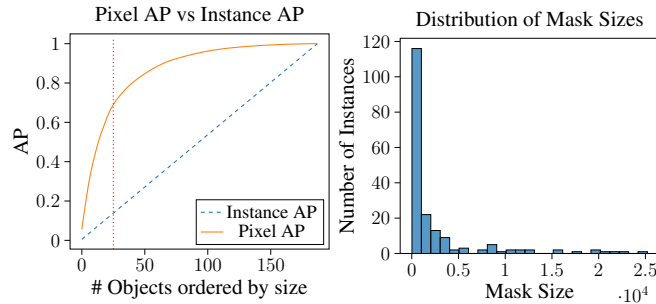 Pixel AP vs Instance AP
1
0.8
0.6
0.4
0.2
0
AP
0 50 100 150
# Objects ordered by size
Instance AP
Pixel AP
Distribution of Mask Sizes
120
100
80
60
40
20
0
Number of Instances
0 0.5 1 1.5 2 2.5
Mask Size
·10⁴